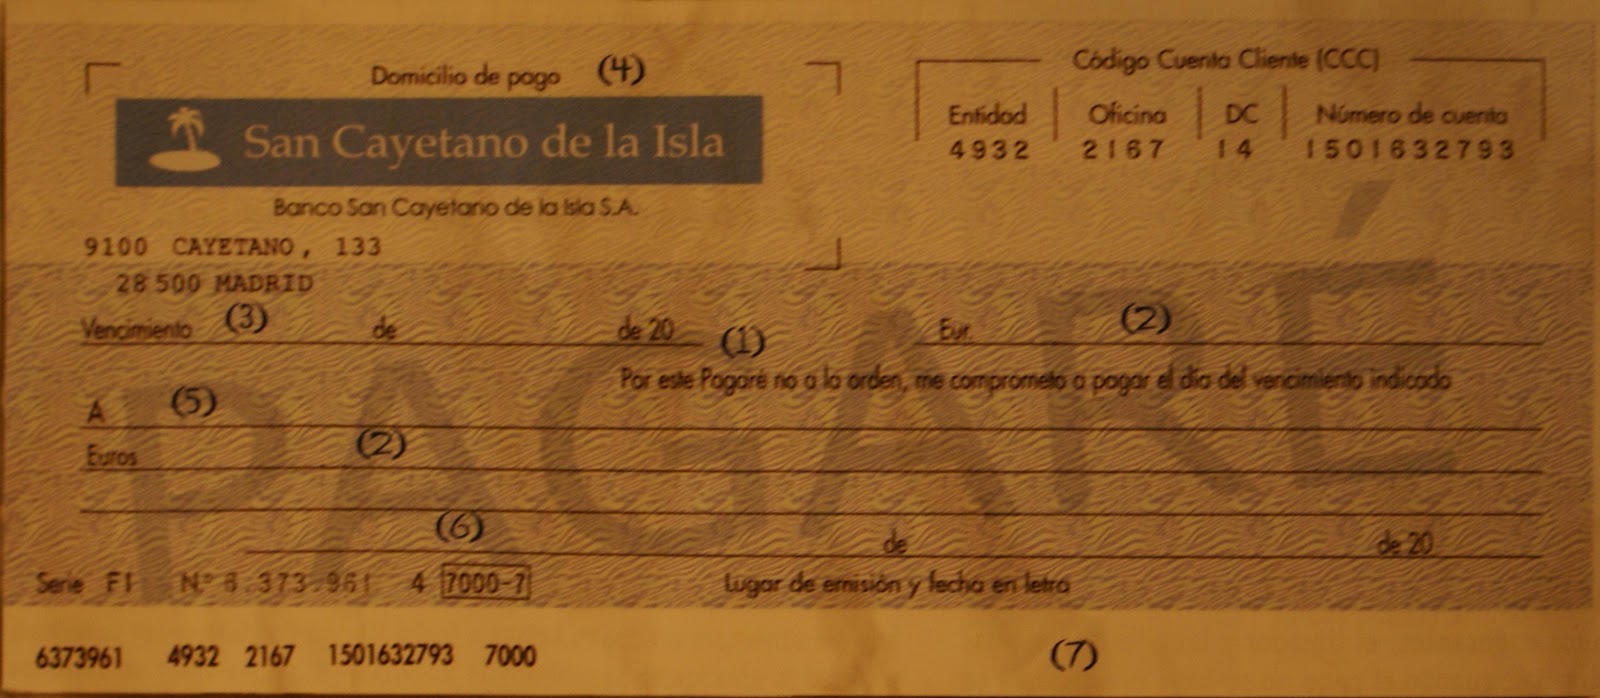 Domicilio de pago (4)
San Cayetano de la Isla
Banco San Cayetano de la Isla S.A.
9100 CAYETANO, 133
28500 MADRID
Código Cuenta Cliente (CCC)
Entidad Oficina DC Número de cuenta
4932 2167 14 1501632793
Vencimiento (3) de de 20 (1) Eur. (2)
Por este Pagaré no a la orden, me comprometo a pagar el día del vencimiento indicado
A (5)
Euros (2)
PAGARÉ
(6) de de 20
Serie FI Nº 6.373.961 4 7000-7 Lugar de emisión y fecha en letra
6373961 4932 2167 1501632793 7000 (7)